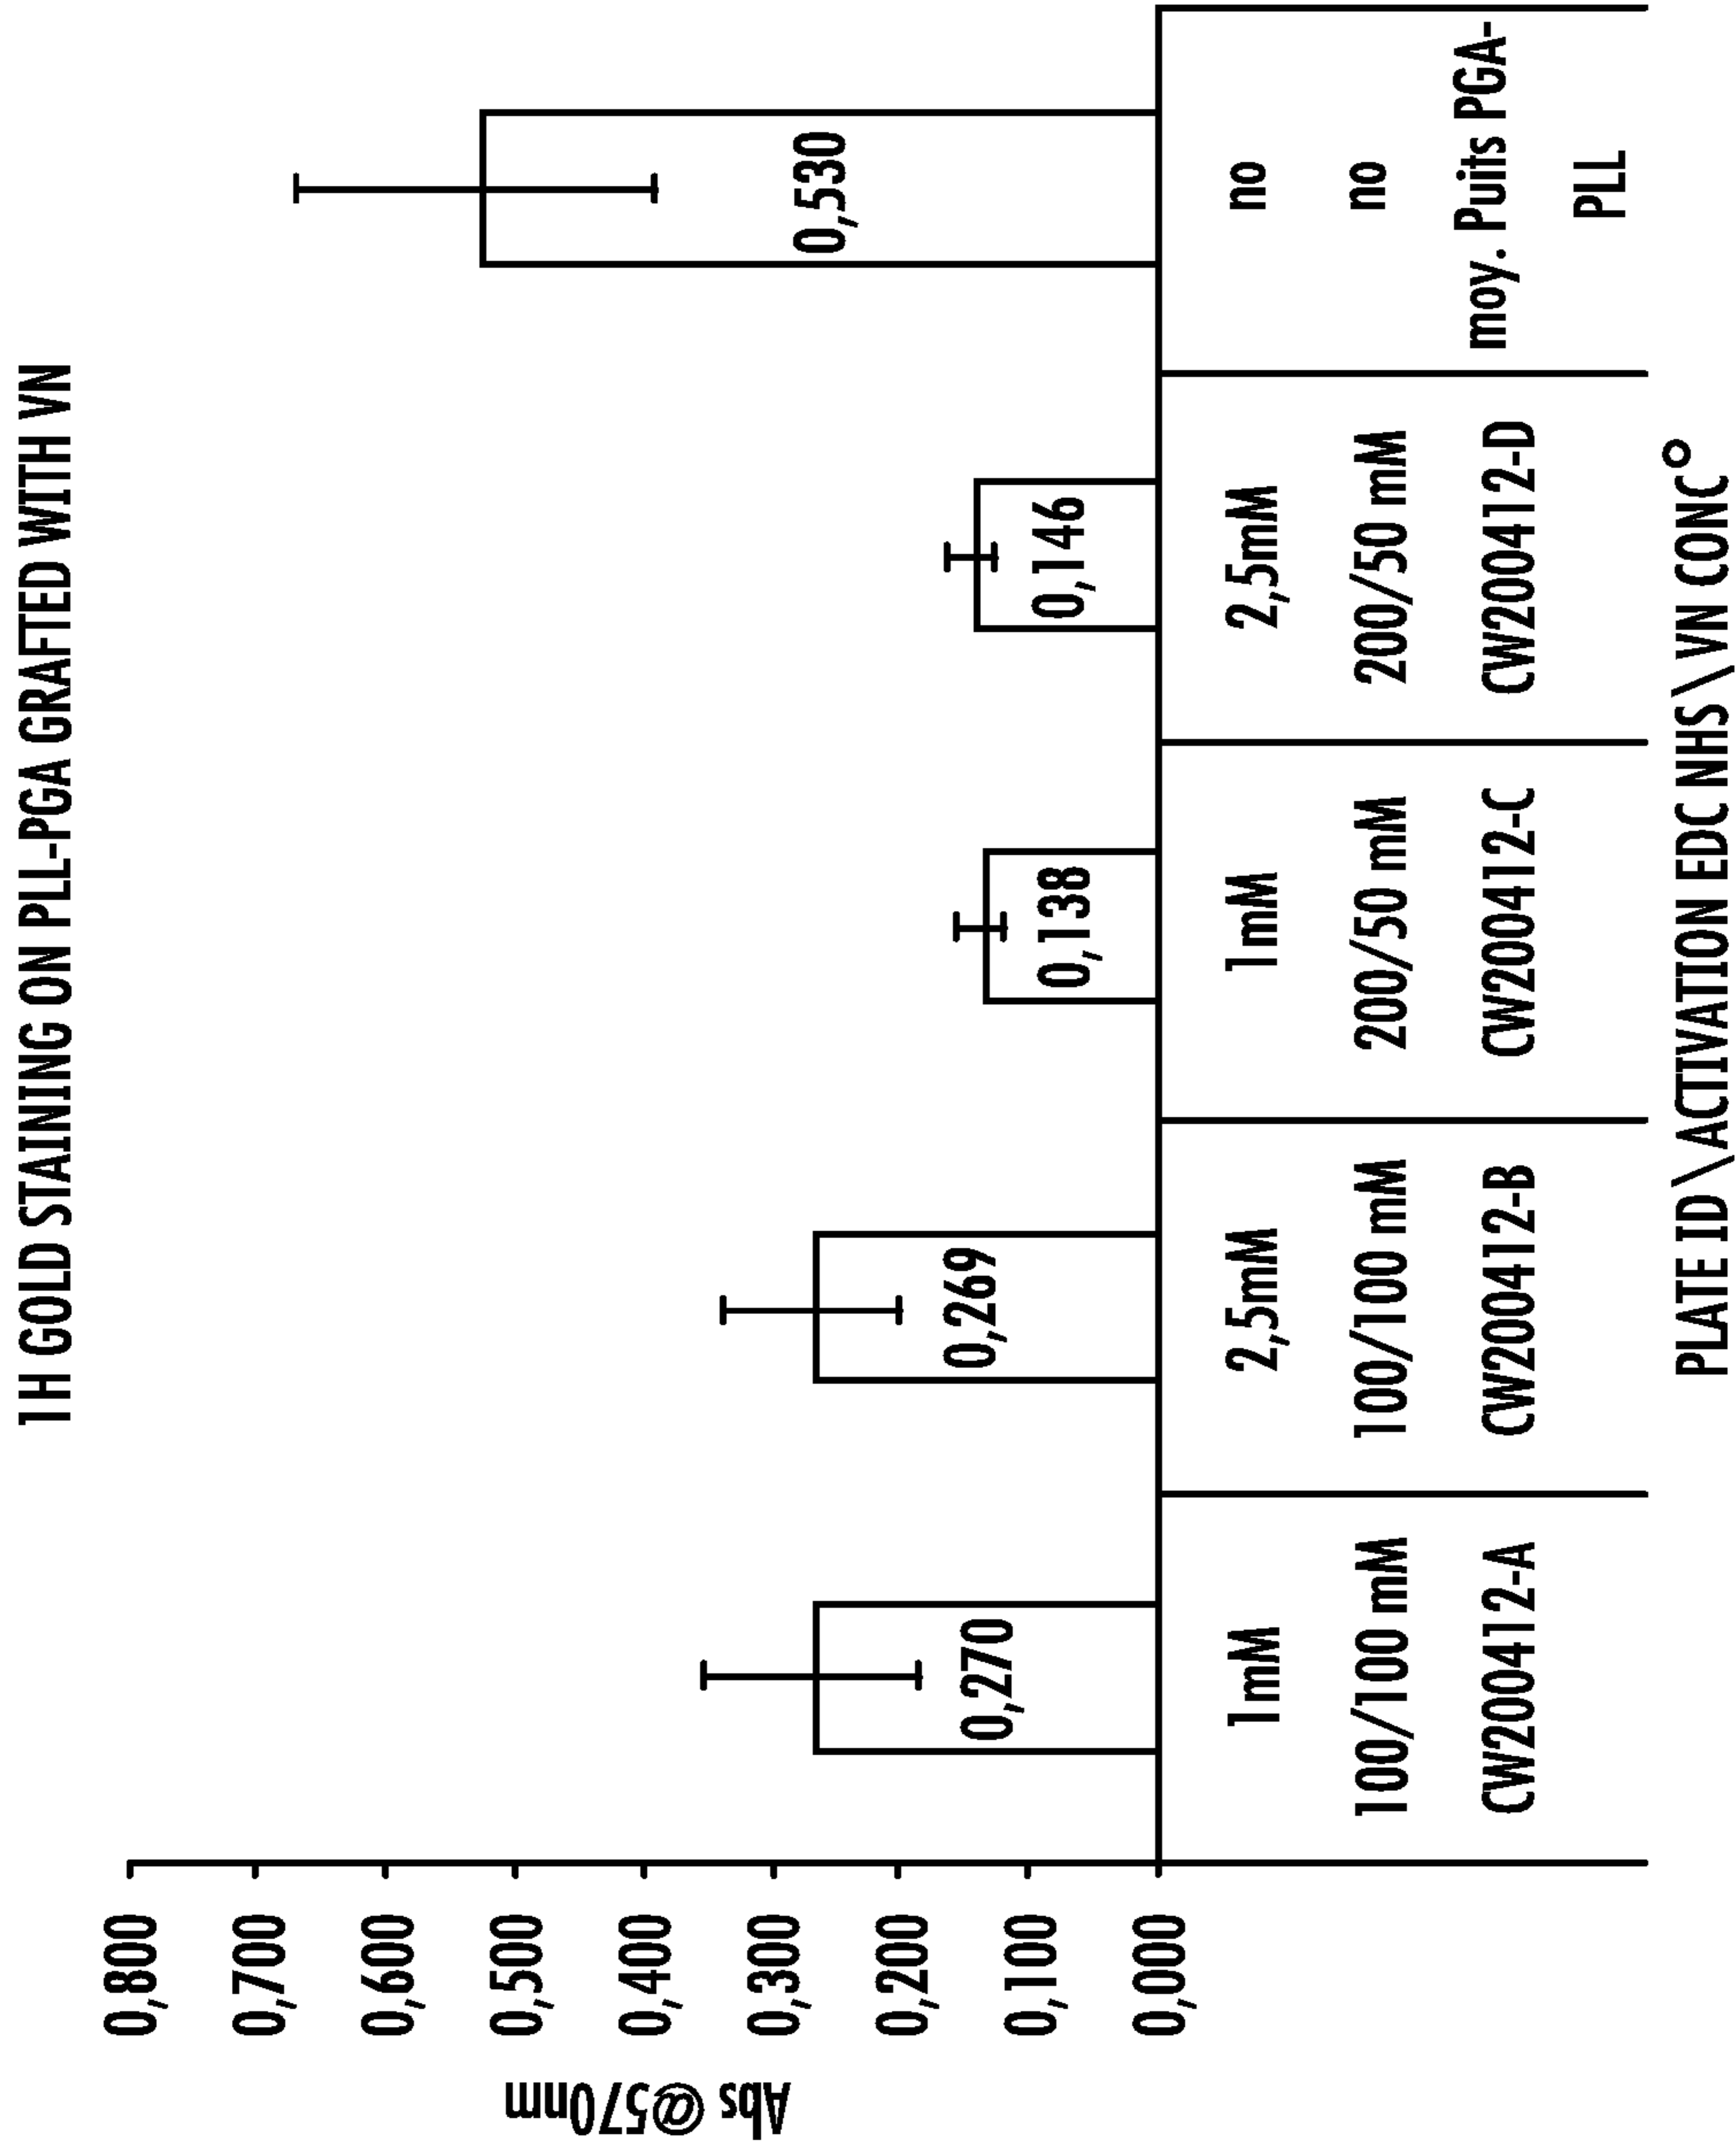 1H GOLD STAINING ON PLL-PGA GRAFTED WITH VN
Abs @570nm
0,800
0,700
0,600
0,500
0,400
0,300
0,200
0,100
0,000
0,270
0,269
0,138
0,146
0,530
1mM
2,5mM
1mM
2,5mM
no
100/100 mM
100/100 mM
200/50 mM
200/50 mM
no
CW200412-A
CW200412-B
CW200412-C
CW200412-D
moy. Puits PGA-
PLL
PLATE ID \ ACTIVATION EDC NHS \ VN CONC°